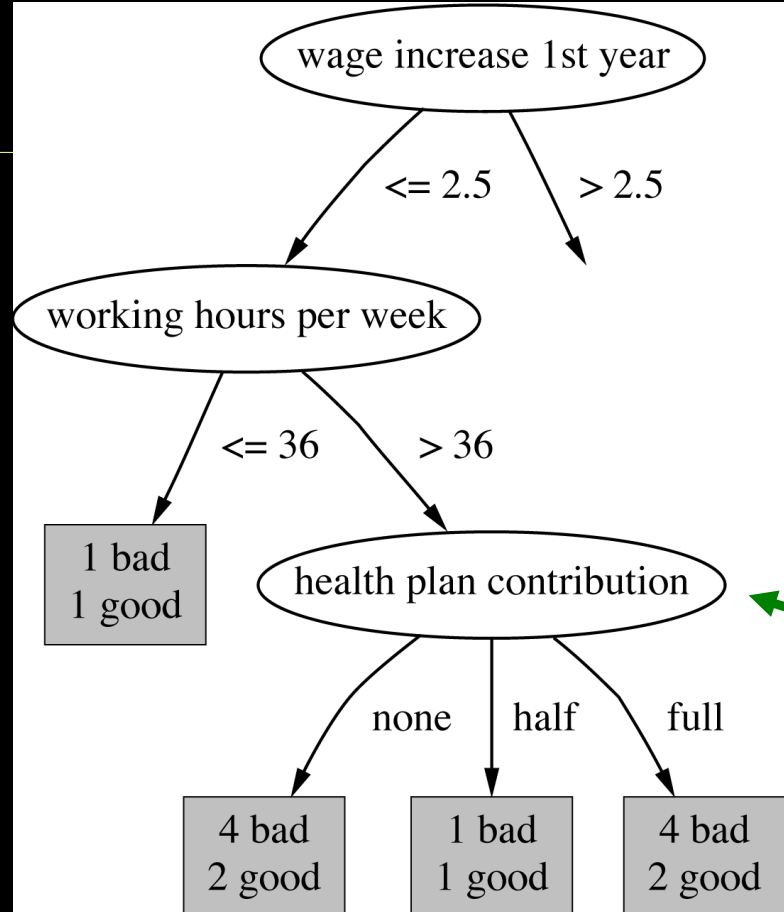 wage increase 1st year
<= 2.5
> 2.5
working hours per week
<= 36
> 36
1 bad
1 good
health plan contribution
none
half
full
4 bad
2 good
1 bad
1 good
4 bad
2 good